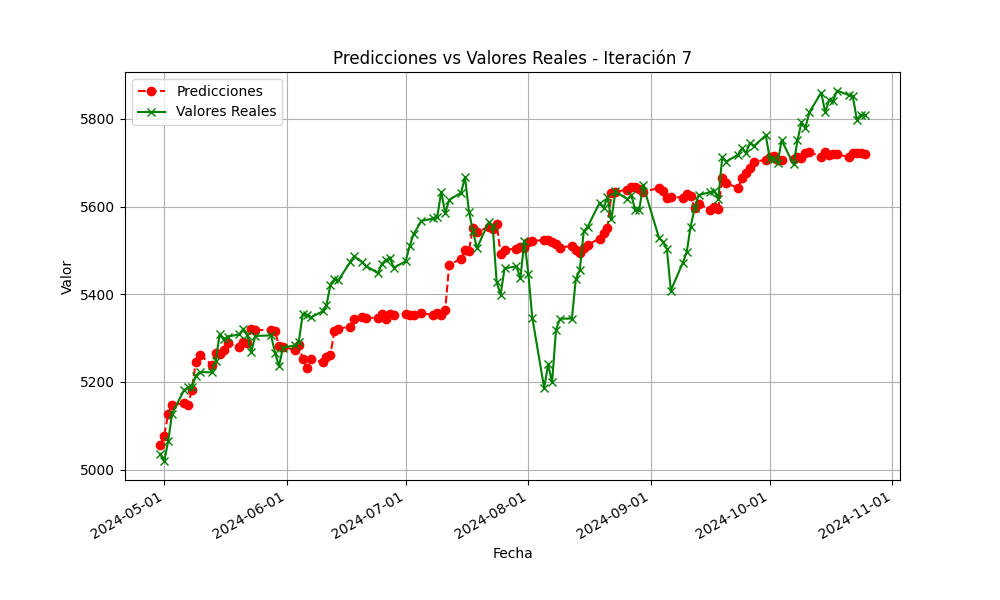 Predicciones vs Valores Reales - Iteración 7
Predicciones
Valores Reales
Valor
5800
5600
5400
5200
5000
2024-05-01
2024-06-01
2024-07-01
2024-08-01
2024-09-01
2024-10-01
2024-11-01
Fecha